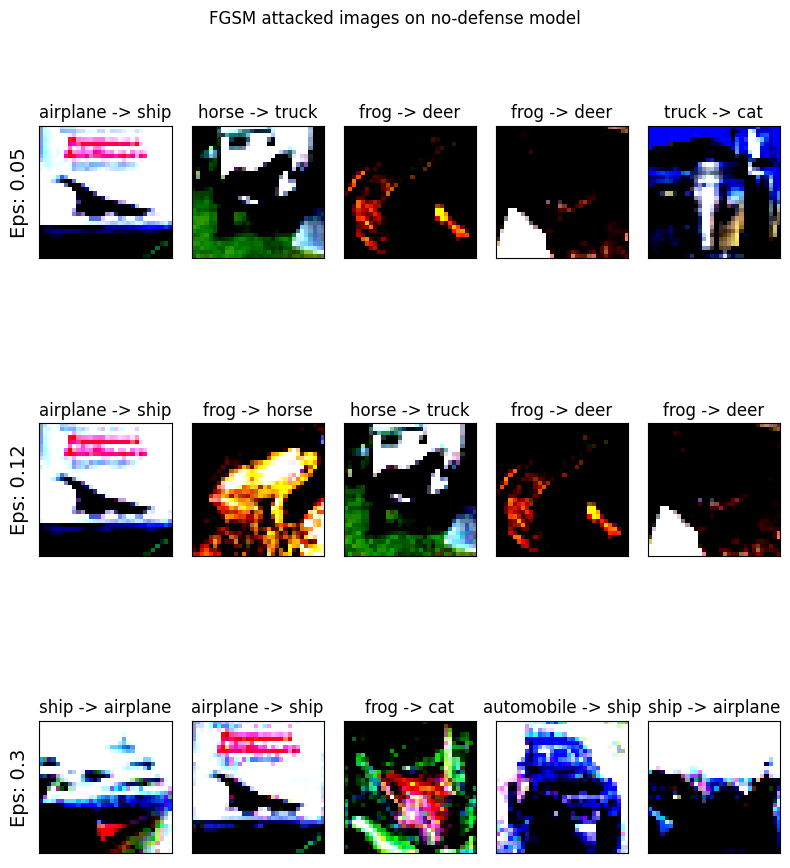 FGSM attacked images on no-defense model
airplane -> ship
horse -> truck
frog -> deer
frog -> deer
truck -> cat
Eps: 0.05
airplane -> ship
frog -> horse
horse -> truck
frog -> deer
frog -> deer
Eps: 0.12
ship -> airplane
airplane -> ship
frog -> cat
automobile -> ship
ship -> airplane
Eps: 0.3